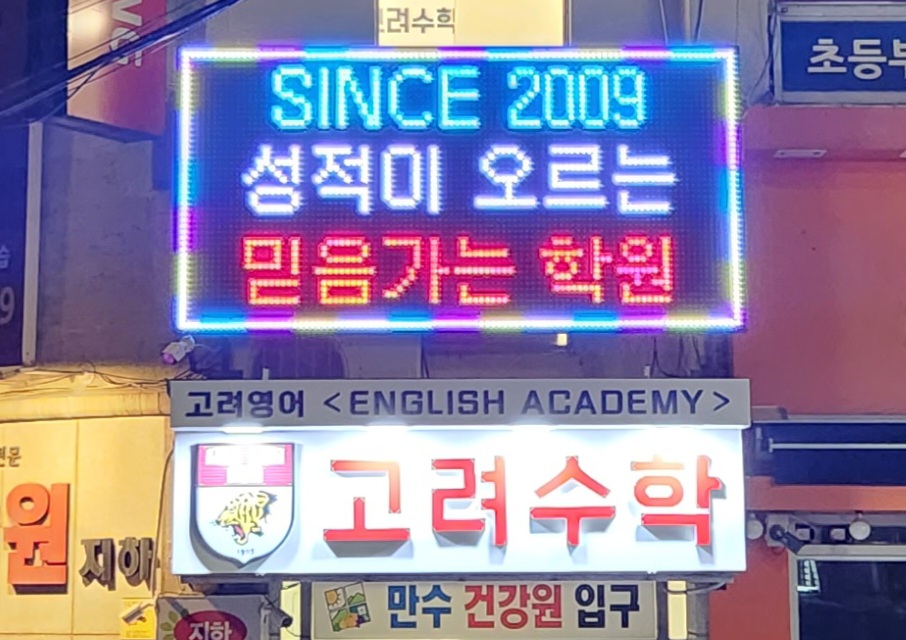 고려수학
초등부
SINCE 2009
성적이 오르는
믿음가는 학원
고려영어 <ENGLISH ACADEMY>
고려수학
원
지하
만수 건강원 입구
지하